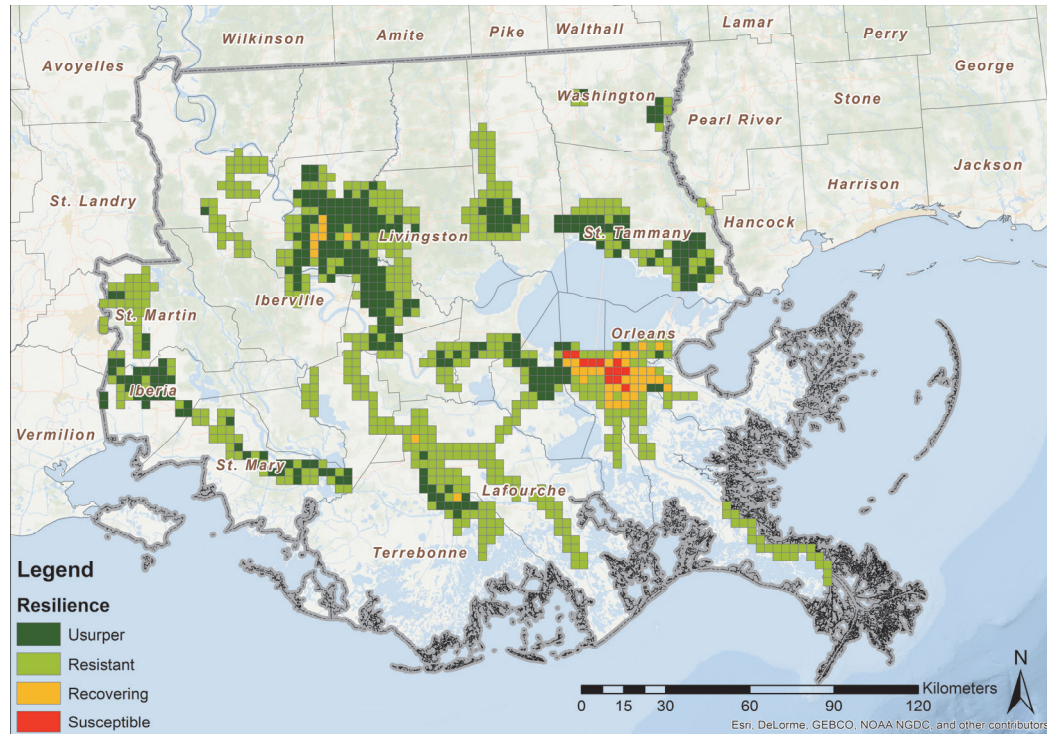 Wilkinson
Amite
Pike
Walthall
Lamar
Perry
Avoyelles
George
Washington
Stone
Pearl River
Jackson
Harrison
St. Landry
Hancock
Livingston
St. Tammany
Iberville
St. Martin
Orleans
Iberia
Vermilion
St. Mary
Lafourche
Terrebonne
Legend
Resilience
Usurper
Resistant
Recovering
Susceptible
N
Kilometers
0 15 30 60 90 120
Esri, DeLorme, GEBCO, NOAA NGDC, and other contributors